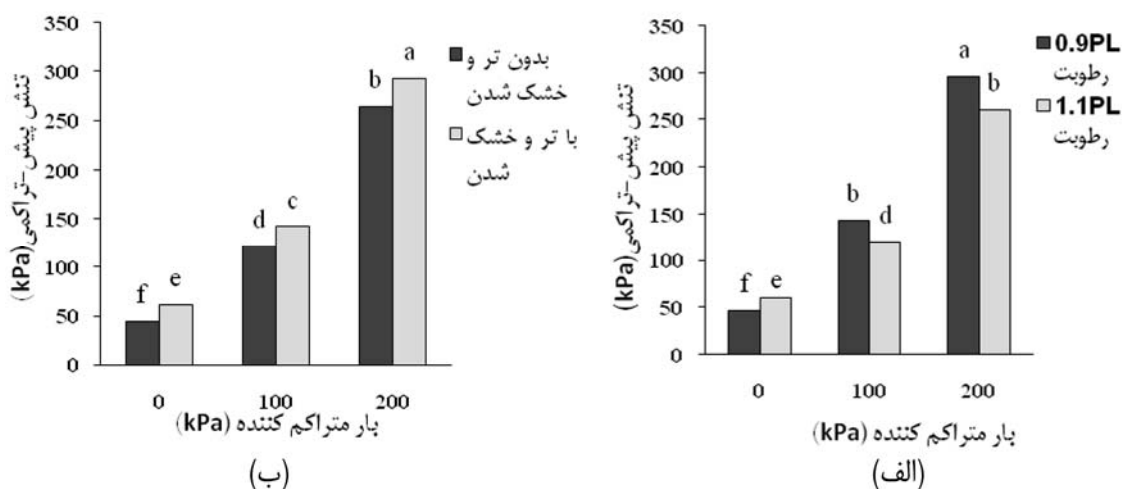 350
300
250
200
150
100
50
0
تنش پیش-تراکمی(kPa)
f e
d c
b a
0 100 200
بار متراکم کننده (kPa)
بدون تر و
خشک شدن
با تر و خشک
شدن
(ب)
350
300
250
200
150
100
50
0
تنش پیش-تراکمی(kPa)
f e
b d
a b
0 100 200
بار متراکم کننده (kPa)
0.9PL
رطوبت
1.1PL
رطوبت
(الف)